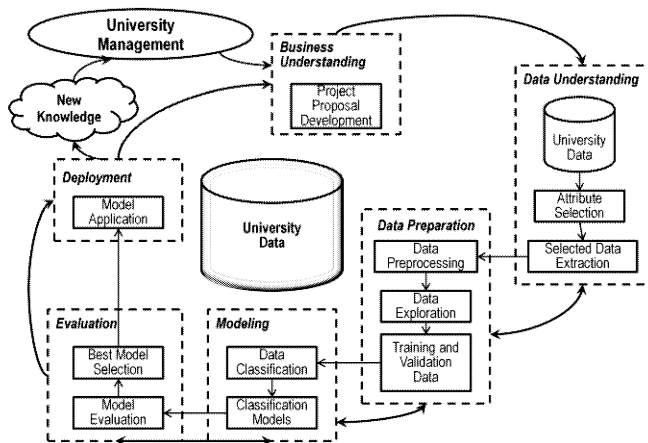 University
Management
Business
Understanding
Project
Proposal
Development
Data Understanding
University
Data
Attribute
Selection
Selected Data
Extraction
New
Knowledge
Deployment
Model
Application
University
Data
Data Preparation
Data
Preprocessing
Data
Exploration
Training and
Validation
Data
Evaluation
Best Model
Selection
Model
Evaluation
Modeling
Data
Classification
Classification
Models